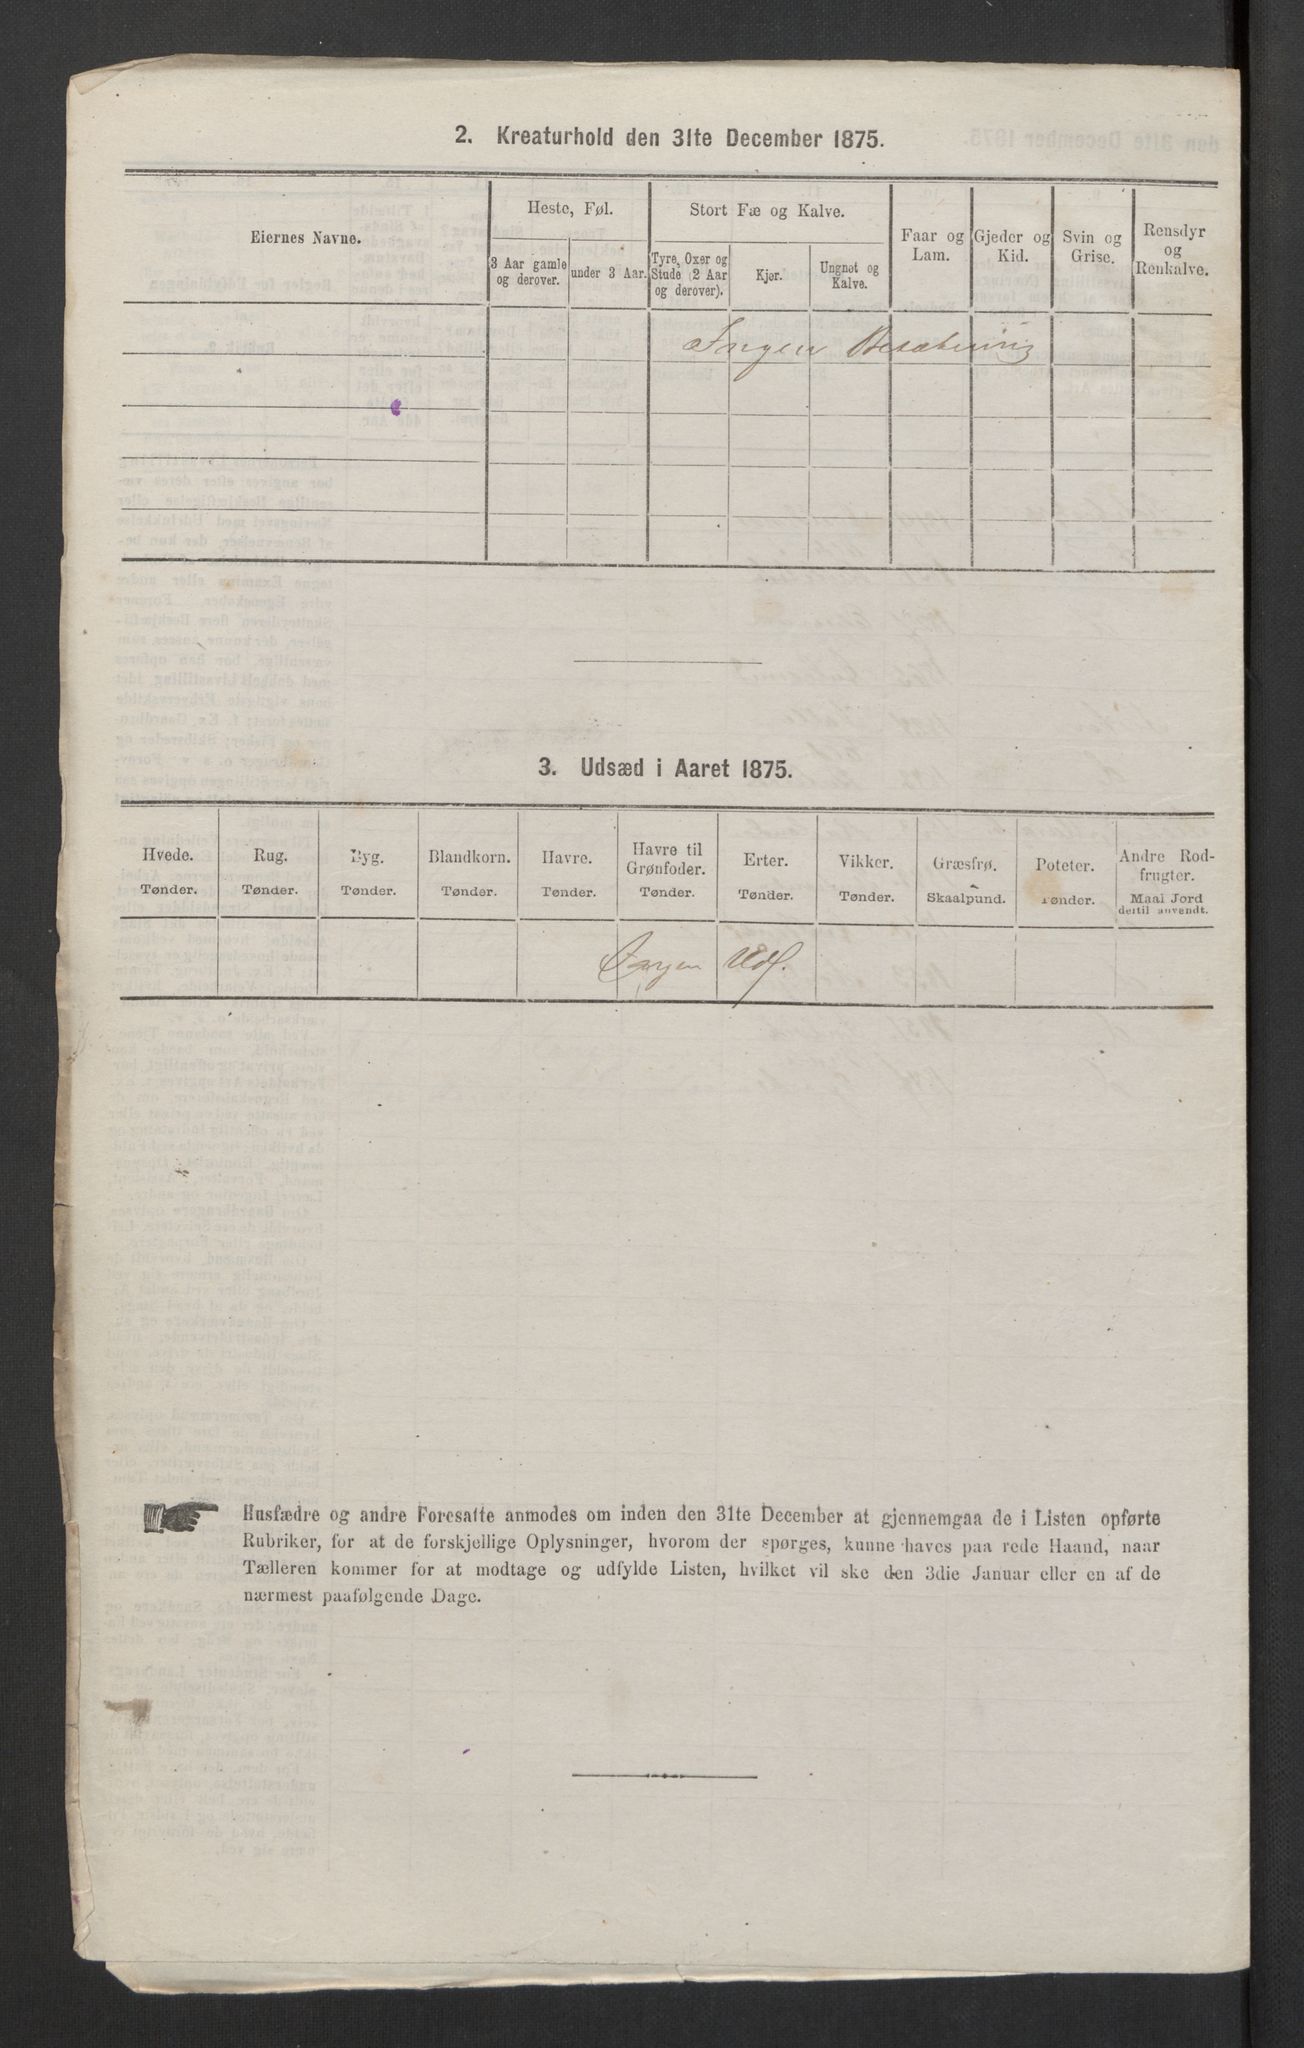 2. Kreaturhold den 31te December 1875.
Eiernes Navne.
Heste, Føl.
3 Aar gamle og derover.
under 3 Aar.
Stort Fæ og Kalve.
Tyre, Oxer og Stude (2 Aar og derover).
Kjør.
Ungnøt og Kalve.
Faar og Lam.
Gjeder og Kid.
Svin og Grise.
Rensdyr og Renkalve.
Ingen Besætning
3. Udsæd i Aaret 1875.
Hvede.
Tønder.
Rug.
Tønder.
Byg.
Tønder.
Blandkorn.
Tønder.
Havre.
Tønder.
Havre til Grønfoder.
Tønder.
Erter.
Tønder.
Vikker.
Tønder.
Græsfrø.
Skaalpund.
Poteter.
Tønder.
Andre Rodfrugter.
Maal Jord dertil anvendt.
Ingen Uds.
Husfædre og andre Foresatte anmodes om inden den 31te December at gjennemgaa de i Listen opførte
Rubriker, for at de forskjellige Oplysninger, hvorom der spørges, kunne haves paa rede Haand, naar
Tælleren kommer for at modtage og udfylde Listen, hvilket vil ske den 3die Januar eller en af de
nærmest paafølgende Dage.